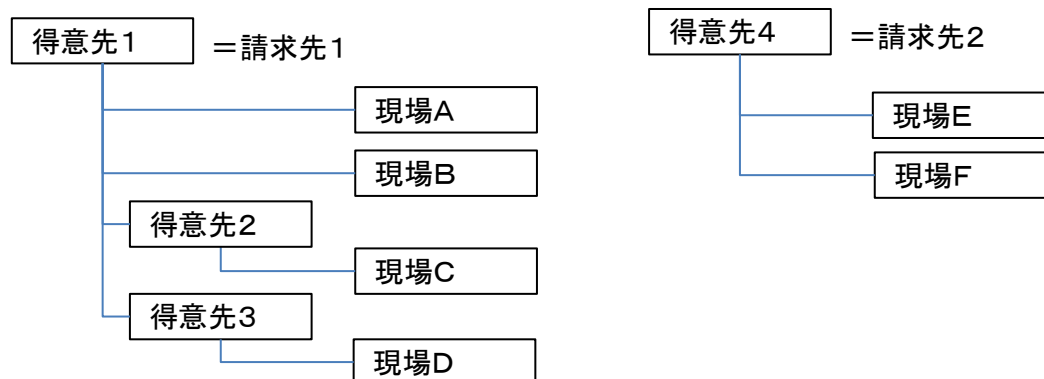 得意先1 =請求先1
現場A
現場B
得意先2
現場C
得意先3
現場D
得意先4 =請求先2
現場E
現場F